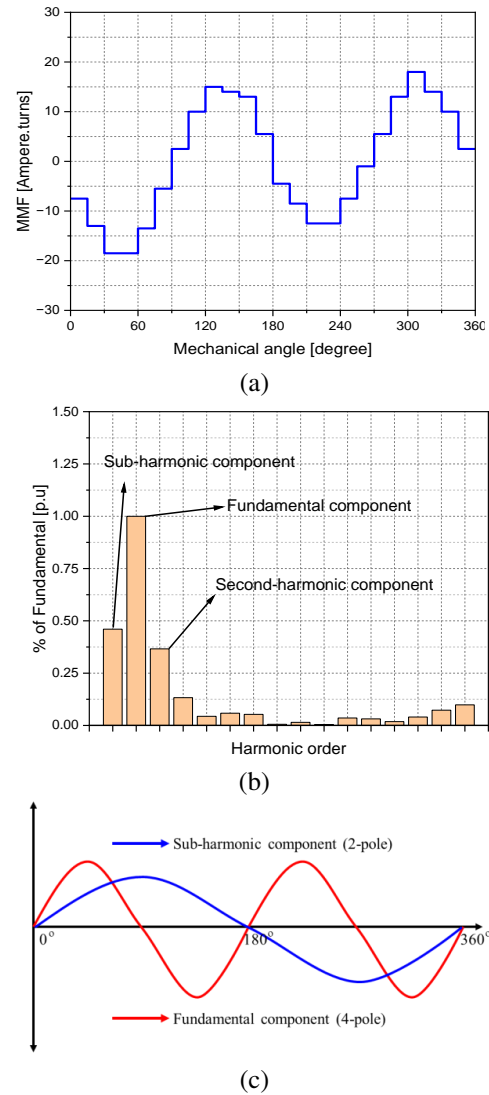 30
20
10
0
−10
−20
−30
MMF [Ampere.turns]
0 60 120 180 240 300 360
Mechanical angle [degree]
(a)
1.50
1.25
1.00
0.75
0.50
0.25
0.00
% of Fundamental [p.u]
Sub-harmonic component
Fundamental component
Second-harmonic component
Harmonic order
(b)
Sub-harmonic component (2-pole)
0° 180° 360°
Fundamental component (4-pole)
(c)